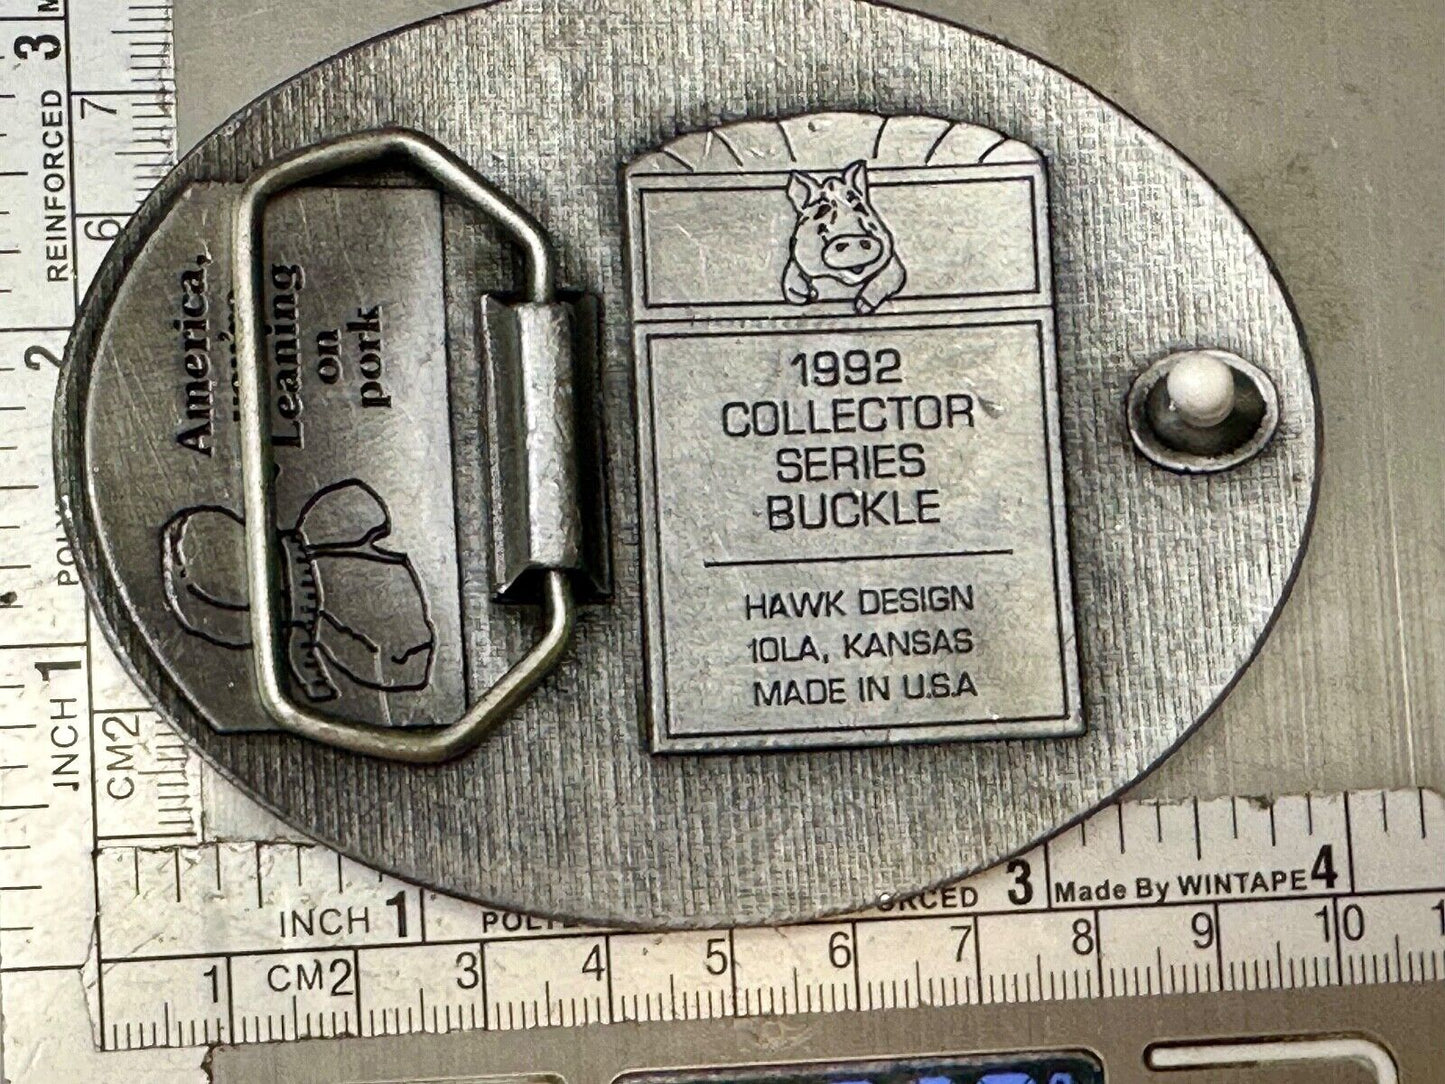 America,
Leaning
on
pork
1992
COLLECTOR
SERIES
BUCKLE
HAWK DESIGN
IOLA, KANSAS
MADE IN U.S.A
3
REINFORCED
7
6
2
INCH 1
CM2
INCH 1
3
Made By WINTAPE 4
1 CM2 3 4 5 6 7 8 9 10